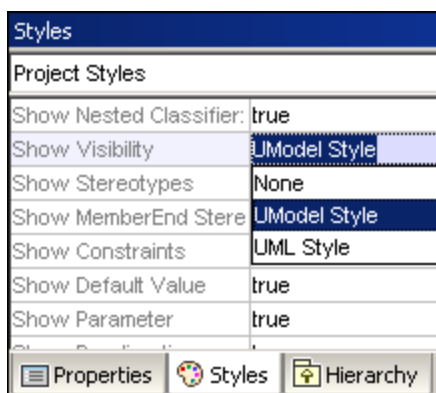 Styles
Project Styles
Show Nested Classifier: true
Show Visibility UModel Style
Show Stereotypes None
Show MemberEnd Stere UModel Style
Show Constraints UML Style
Show Default Value true
Show Parameter true
Properties Styles Hierarchy